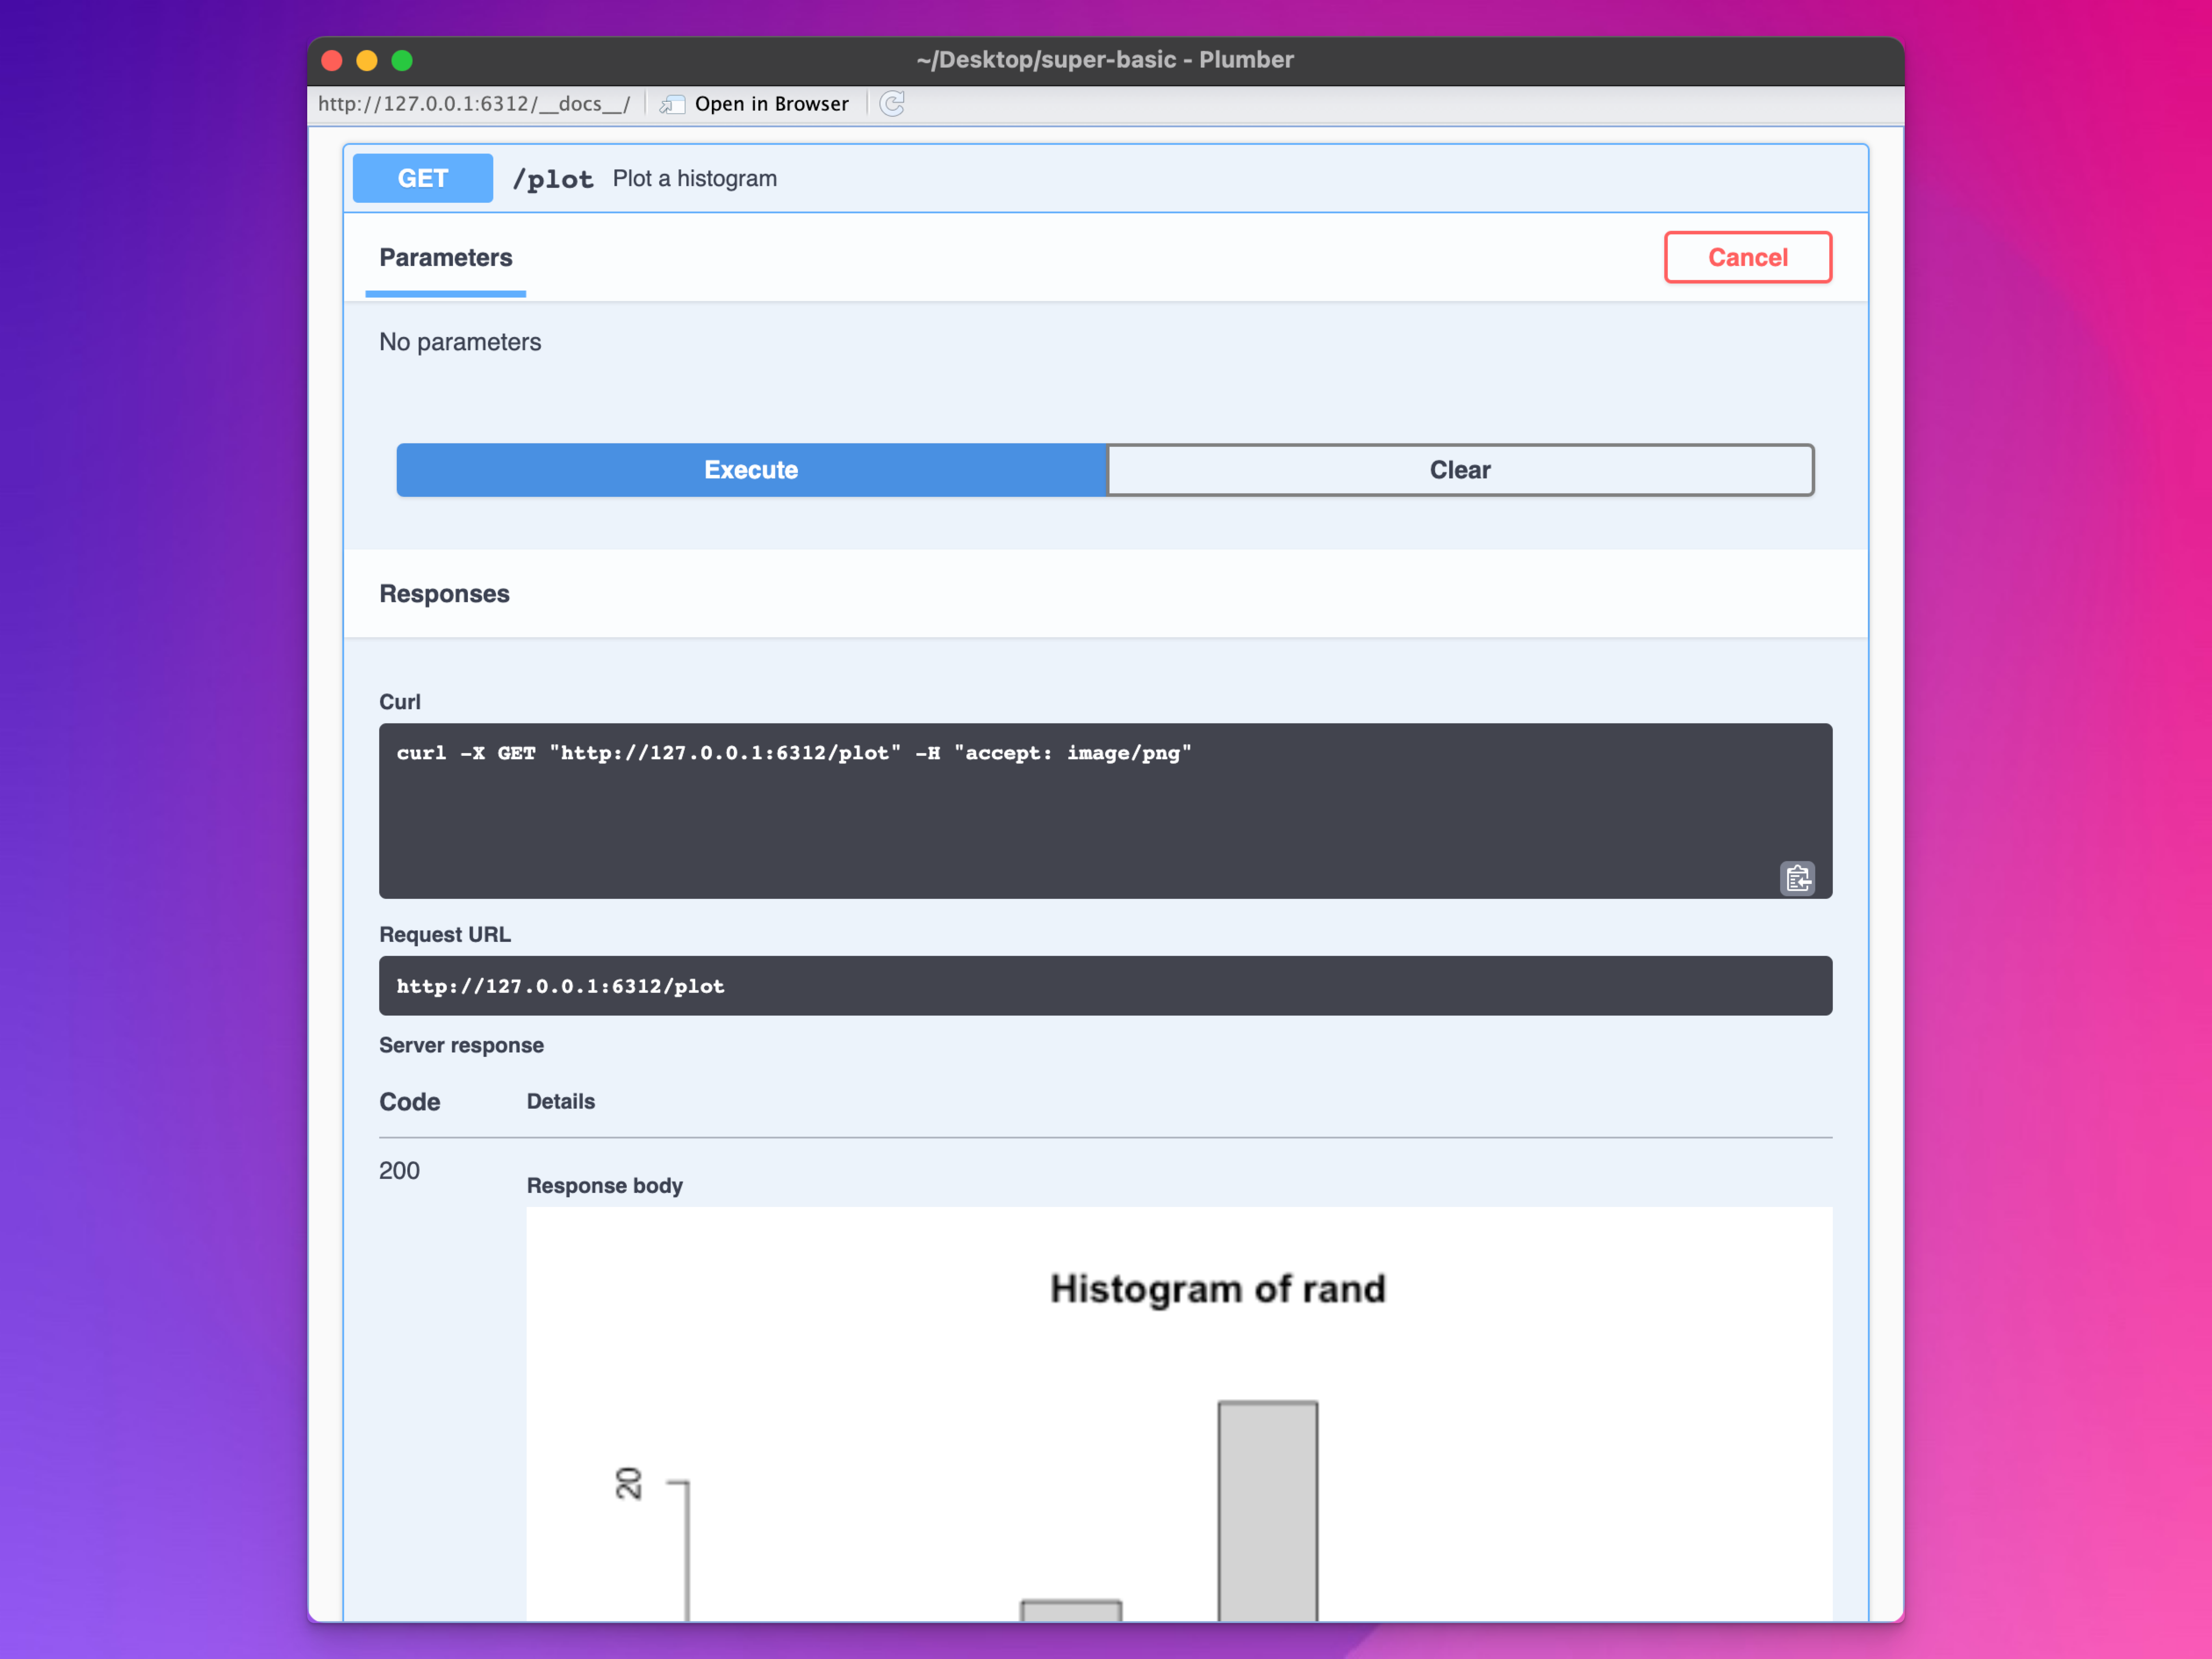 ~/Desktop/super-basic - Plumber
http://127.0.0.1:6312/__docs__/ Open in Browser
GET /plot Plot a histogram
Parameters Cancel
No parameters
Execute Clear
Responses
Curl
curl -X GET "http://127.0.0.1:6312/plot" -H "accept: image/png"
Request URL
http://127.0.0.1:6312/plot
Server response
Code Details
200
Response body
Histogram of rand
20